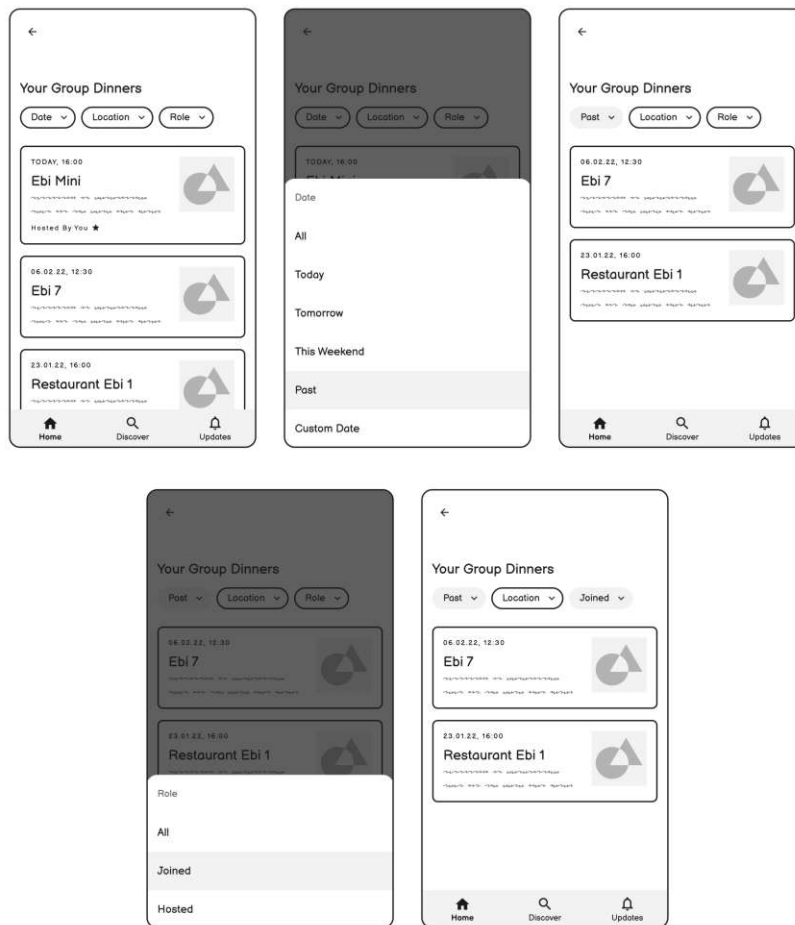 Your Group Dinners
Date Location Role
TODAY, 16:00
Ebi Mini
Hosted By You ★
06.02.22, 12:30
Ebi 7
23.01.22, 16:00
Restaurant Ebi 1
Home Discover Updates
Your Group Dinners
Date Location Role
TODAY, 16:00
Ebi Mini
Date
All
Today
Tomorrow
This Weekend
Past
Custom Date
Your Group Dinners
Past Location Role
06.02.22, 12:30
Ebi 7
23.01.22, 16:00
Restaurant Ebi 1
Home Discover Updates
Your Group Dinners
Past Location Role
06.02.22, 12:30
Ebi 7
23.01.22, 16:00
Restaurant Ebi 1
Role
All
Joined
Hosted
Your Group Dinners
Past Location Joined
06.02.22, 12:30
Ebi 7
23.01.22, 16:00
Restaurant Ebi 1
Home Discover Updates